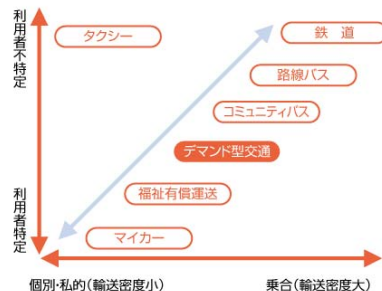 利用者不特定
タクシー
鉄道
路線バス
コミュニティバス
デマンド型交通
福祉有償運送
利用者特定
マイカー
個別・私的(輸送密度小)
乗合(輸送密度大)